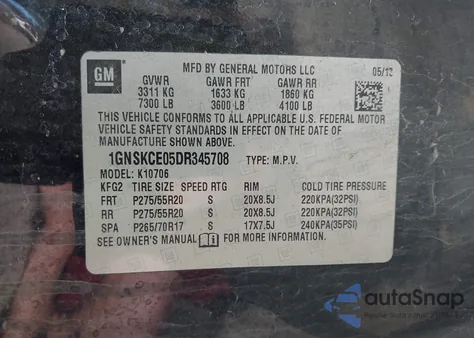 GM
MFD BY GENERAL MOTORS LLC
05/13
GVWR GAWR FRT GAWR RR
3311 KG 1633 KG 1860 KG
7300 LB 3600 LB 4100 LB
THIS VEHICLE CONFORMS TO ALL APPLICABLE U.S. FEDERAL MOTOR
VEHICLE SAFETY STANDARDS IN EFFECT ON THE DATE OF
MANUFACTURE SHOWN ABOVE.
1GNSKCE05DR345708 TYPE: M.P.V.
MODEL: K10706
KFG2 TIRE SIZE SPEED RTG RIM COLD TIRE PRESSURE
FRT P275/55R20 S 20X8.5J 220KPA(32PSI)
RR P275/55R20 S 20X8.5J 220KPA(32PSI)
SPA P265/70R17 S 17X7.5J 240KPA(35PSI)
SEE OWNER'S MANUAL FOR MORE INFORMATION.
autoSnap